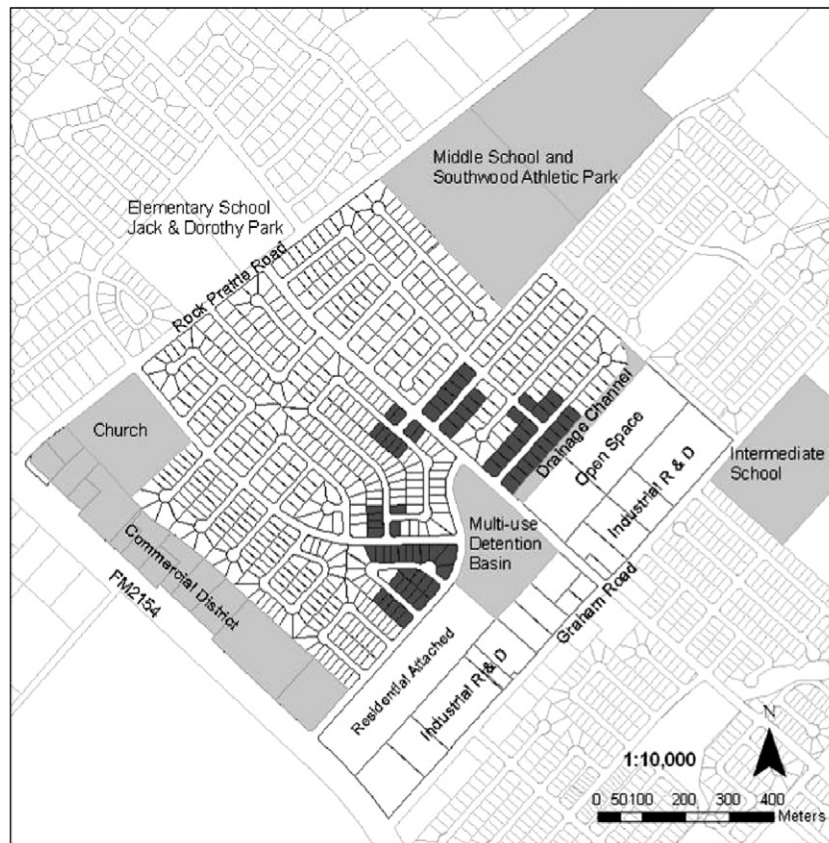 Middle School and
Southwood Athletic Park
Elementary School
Jack & Dorothy Park
Rock Prairie Road
Church
Drainage Channel
Open Space
Industrial R & D
Intermediate
School
Multi-use
Detention
Basin
Commercial District
FM2154
Graham Road
Residential Attached
Industrial R & D
N
1:10,000
0 50100 200 300 400
Meters